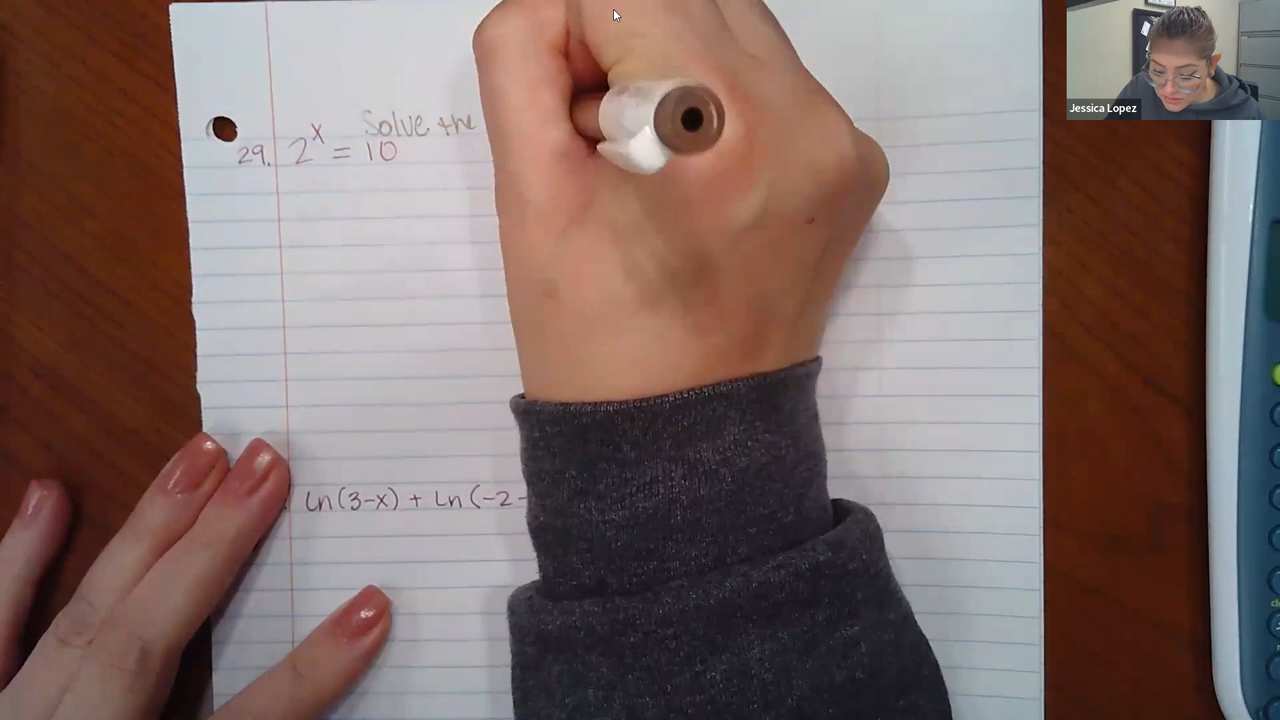 Jessica Lopez
Solve the
29. 2^x = 10
ln(3-x) + ln(-2-